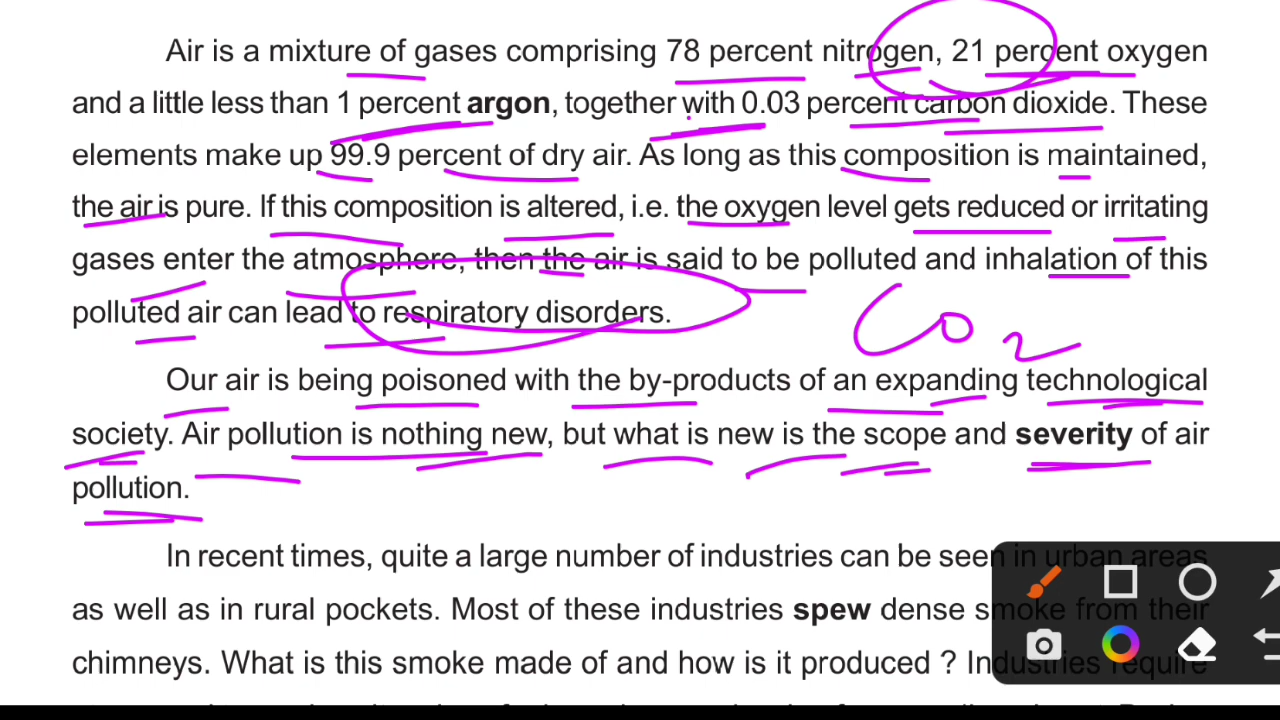 Air is a mixture of gases comprising 78 percent nitrogen, 21 percent oxygen
and a little less than 1 percent argon, together with 0.03 percent carbon dioxide. These
elements make up 99.9 percent of dry air. As long as this composition is maintained,
the air is pure. If this composition is altered, i.e. the oxygen level gets reduced or irritating
gases enter the atmosphere, then the air is said to be polluted and inhalation of this
polluted air can lead to respiratory disorders.
CO2
Our air is being poisoned with the by-products of an expanding technological
society. Air pollution is nothing new, but what is new is the scope and severity of air
pollution.
In recent times, quite a large number of industries can be seen in urban areas
as well as in rural pockets. Most of these industries spew dense smoke from their
chimneys. What is this smoke made of and how is it produced ? Industries require